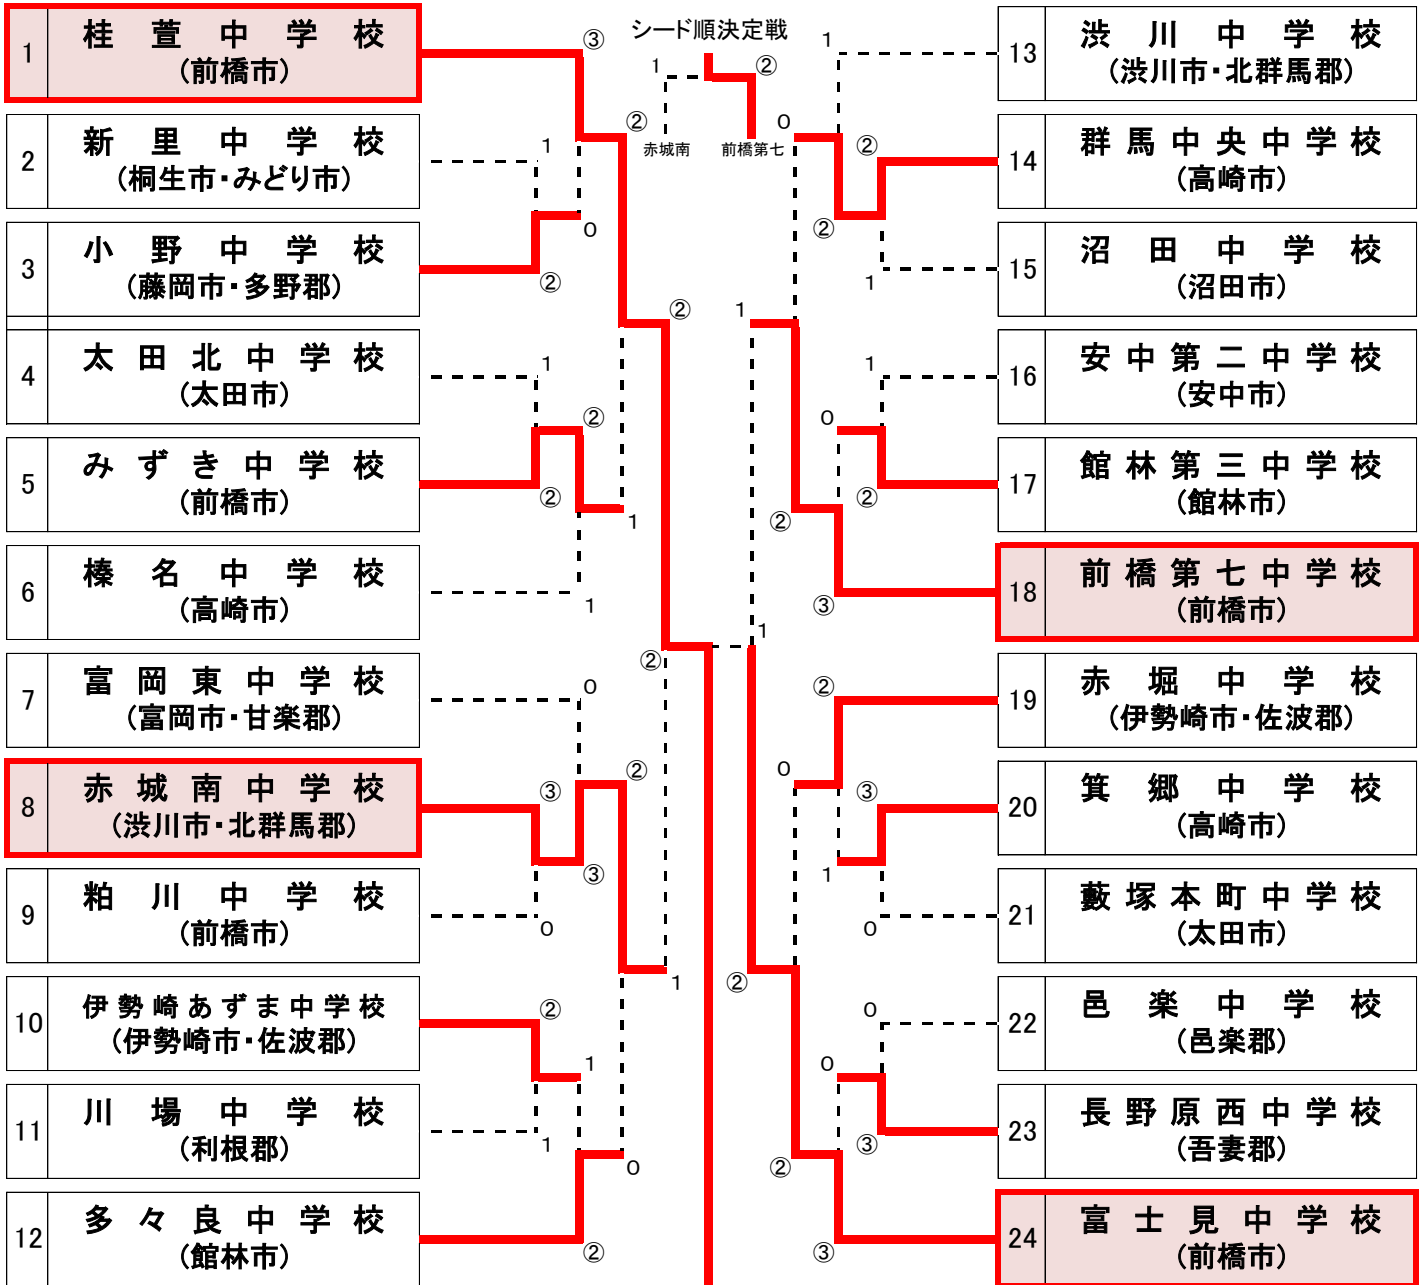 シード順決定戦
1
②
赤城南
前橋第七
1
桂萱中学校
(前橋市)
2
新里中学校
(桐生市・みどり市)
3
小野中学校
(藤岡市・多野郡)
4
太田北中学校
(太田市)
5
みずき中学校
(前橋市)
6
榛名中学校
(高崎市)
7
富岡東中学校
(富岡市・甘楽郡)
8
赤城南中学校
(渋川市・北群馬郡)
9
粕川中学校
(前橋市)
10
伊勢崎あずま中学校
(伊勢崎市・佐波郡)
11
川場中学校
(利根郡)
12
多々良中学校
(館林市)
③
②
1
0
②
②
1
②
②
1
1
②
0
③
②
③
0
1
②
1
1
0
②
13
渋川中学校
(渋川市・北群馬郡)
14
群馬中央中学校
(高崎市)
15
沼田中学校
(沼田市)
16
安中第二中学校
(安中市)
17
館林第三中学校
(館林市)
18
前橋第七中学校
(前橋市)
19
赤堀中学校
(伊勢崎市・佐波郡)
20
箕郷中学校
(高崎市)
21
藪塚本町中学校
(太田市)
22
邑楽中学校
(邑楽郡)
23
長野原西中学校
(吾妻郡)
24
富士見中学校
(前橋市)
1
0
②
②
1
1
1
0
②
②
③
1
②
0
③
1
0
②
0
0
③
②
③